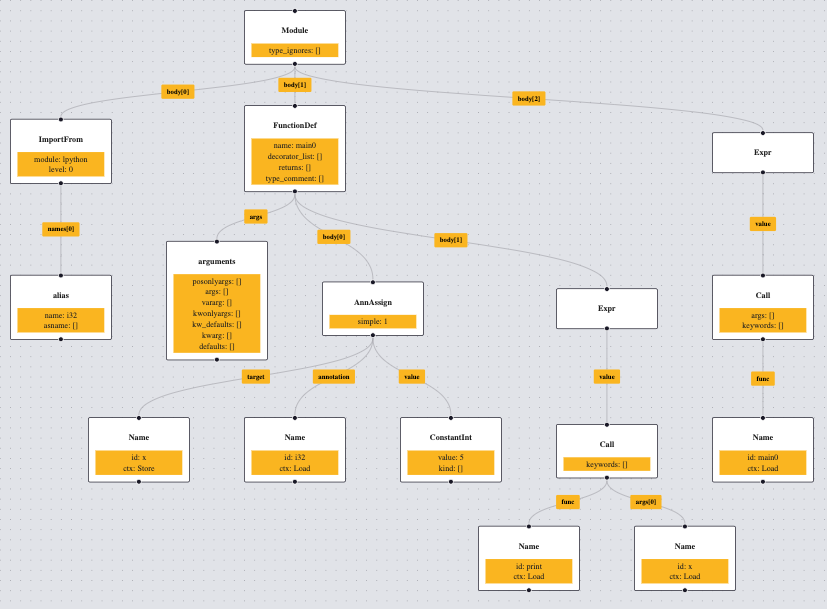 Module
type_ignores: []
body[0]
body[1]
body[2]
ImportFrom
module: lpython
level: 0
FunctionDef
name: main0
decorator_list: []
returns: []
type_comment: []
Expr
names[0]
args
body[0]
body[1]
value
alias
name: i32
asname: []
arguments
posonlyargs: []
args: []
vararg: []
kwonlyargs: []
kw_defaults: []
kwarg: []
defaults: []
AnnAssign
simple: 1
Expr
Call
args: []
keywords: []
target
annotation
value
value
func
Name
id: x
ctx: Store
Name
id: i32
ctx: Load
ConstantInt
value: 5
kind: []
Call
keywords: []
Name
id: main0
ctx: Load
func
args[0]
Name
id: print
ctx: Load
Name
id: x
ctx: Load